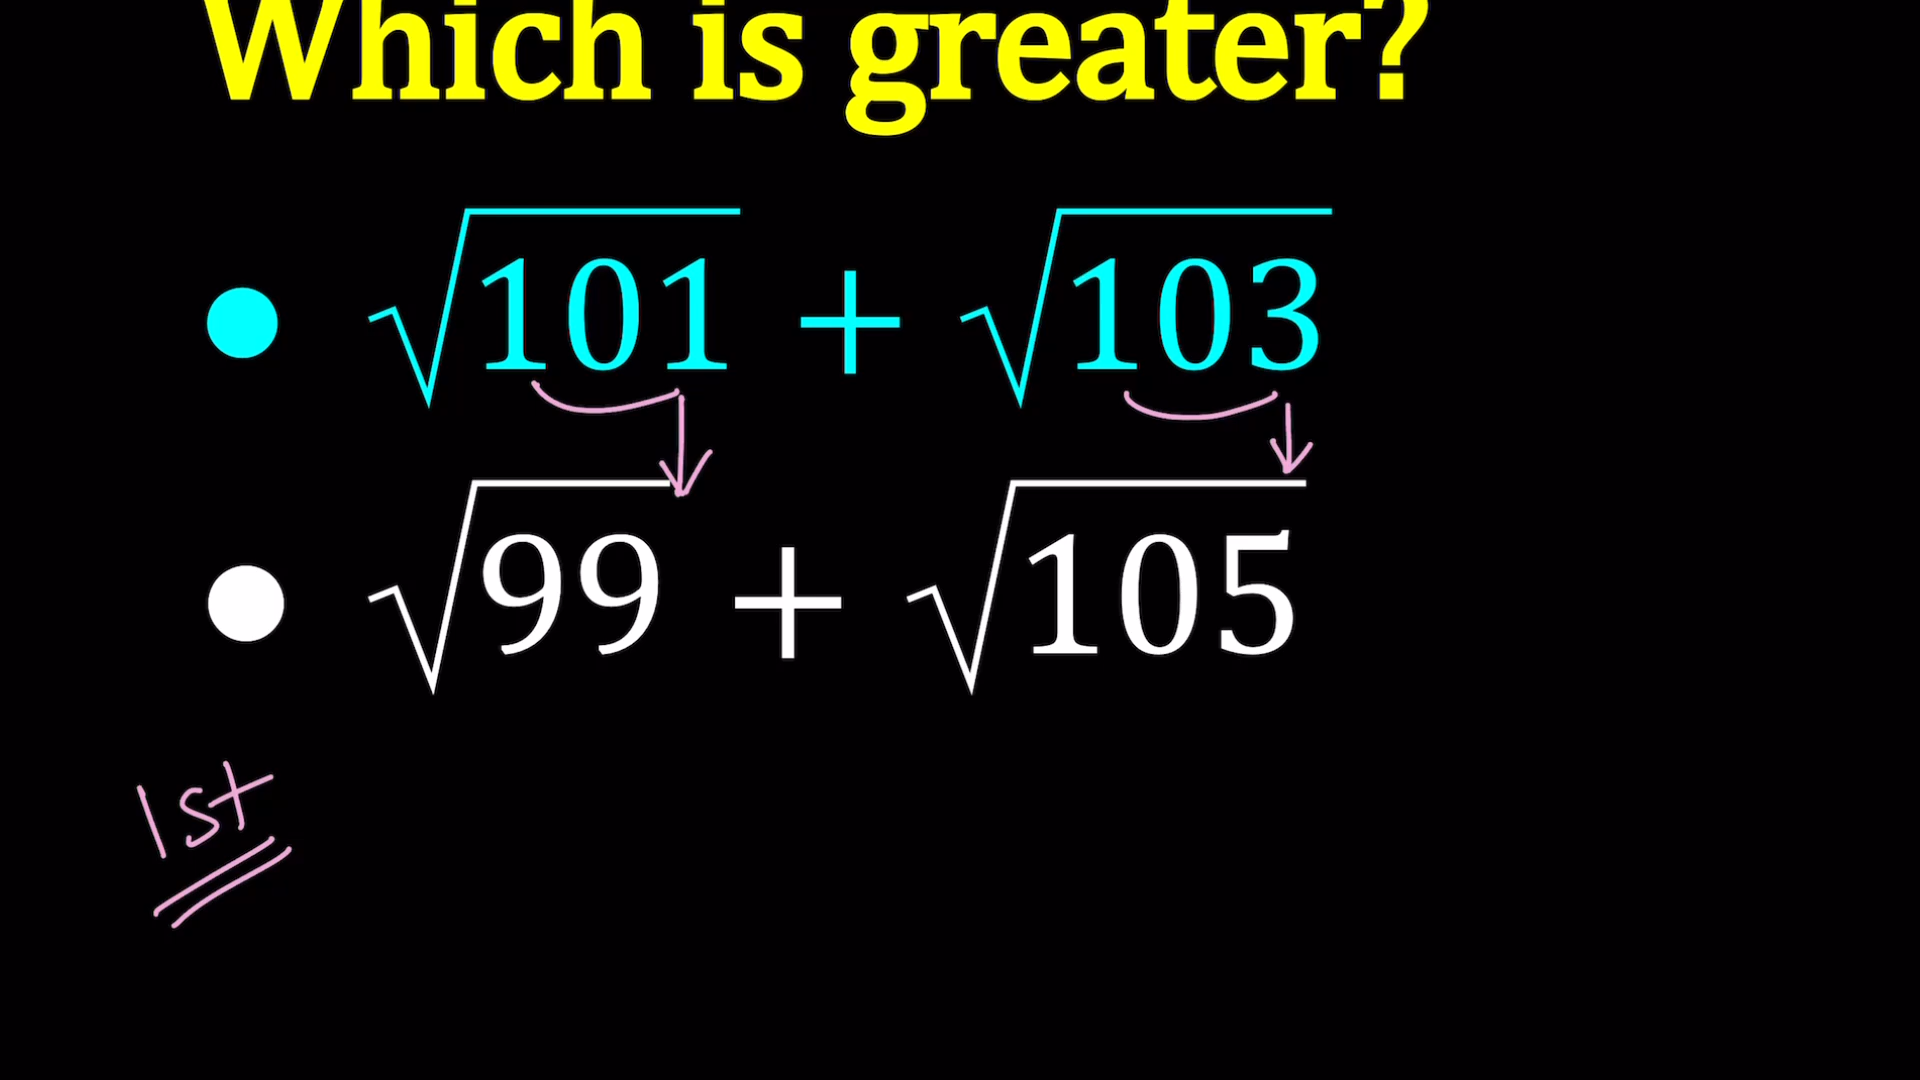 Which is greater?
• √101 + √103
• √99 + √105
1st